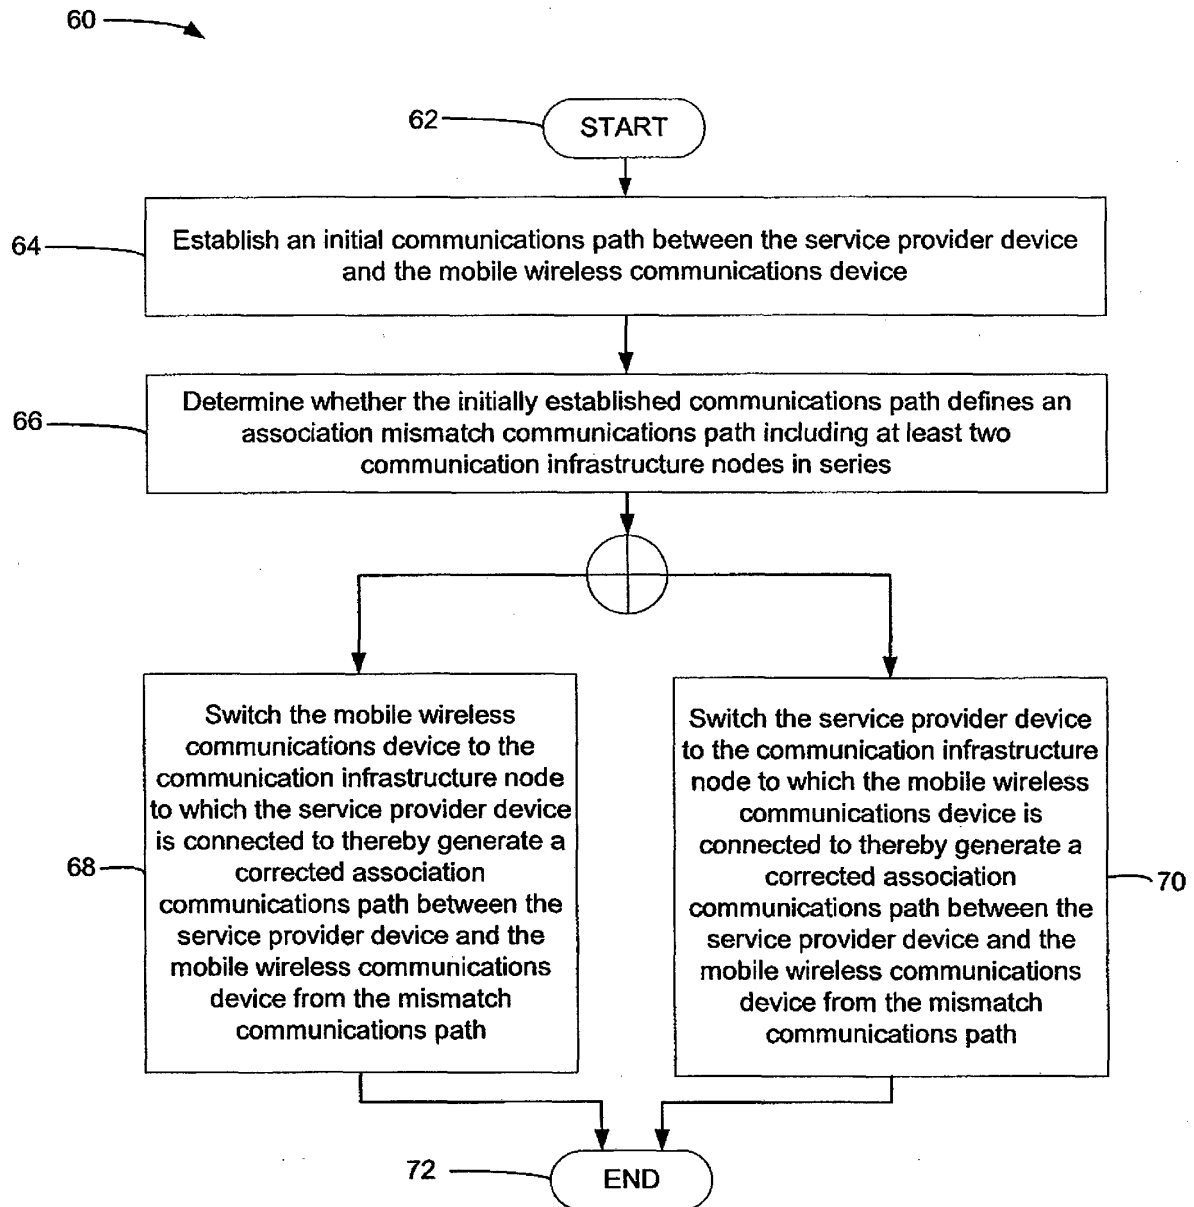 60
62
START
64
Establish an initial communications path between the service provider device
and the mobile wireless communications device
66
Determine whether the initially established communications path defines an
association mismatch communications path including at least two
communication infrastructure nodes in series
68
Switch the mobile wireless
communications device to the
communication infrastructure node
to which the service provider device
is connected to thereby generate a
corrected association
communications path between the
service provider device and the
mobile wireless communications
device from the mismatch
communications path
Switch the service provider device
to the communication infrastructure
node to which the mobile wireless
communications device is
connected to thereby generate a
corrected association
communications path between the
service provider device and the
mobile wireless communications
device from the mismatch
communications path
70
72
END